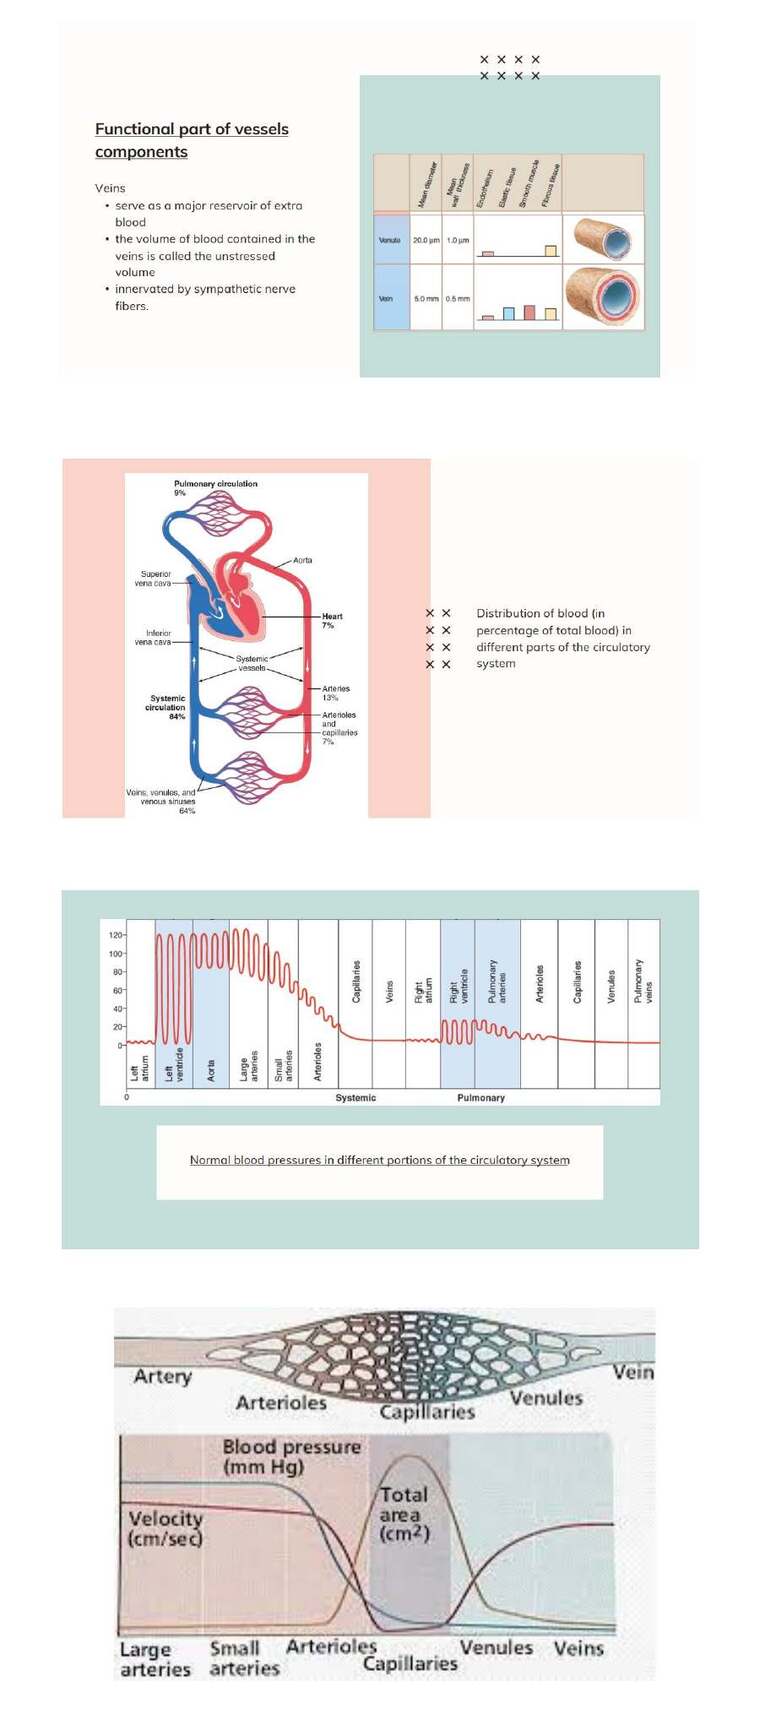 Functional part of vessels
components
Veins
• serve as a major reservoir of extra
blood
• the volume of blood contained in the
veins is called the unstressed
volume
• innervated by sympathetic nerve
fibers.
Mean diameter
Mean
wall thickness
Endothelium
Elastic tissue
Smooth muscle
Fibrous tissue
Venule 20.0 µm 1.0 µm
Vein 5.0 mm 0.5 mm
Pulmonary circulation
9%
Aorta
Superior
vena cava
Heart
7%
Inferior
vena cava
Systemic
vessels
Arteries
13%
Systemic
circulation
84%
Arterioles
and
capillaries
7%
Veins, venules, and
venous sinuses
64%
Distribution of blood (in
percentage of total blood) in
different parts of the circulatory
system
120
100
80
60
40
20
0
Left
atrium
Left
ventricle
Aorta
Large
arteries
Small
arteries
Arterioles
Capillaries
Veins
Right
atrium
Right
ventricle
Pulmonary
arteries
Arterioles
Capillaries
Venules
Pulmonary
veins
0 Systemic Pulmonary
Normal blood pressures in different portions of the circulatory system
Artery
Arterioles
Capillaries
Venules
Vein
Blood pressure
(mm Hg)
Velocity
(cm/sec)
Total
area
(cm2)
Large
arteries
Small
arteries
Arterioles
Capillaries
Venules
Veins